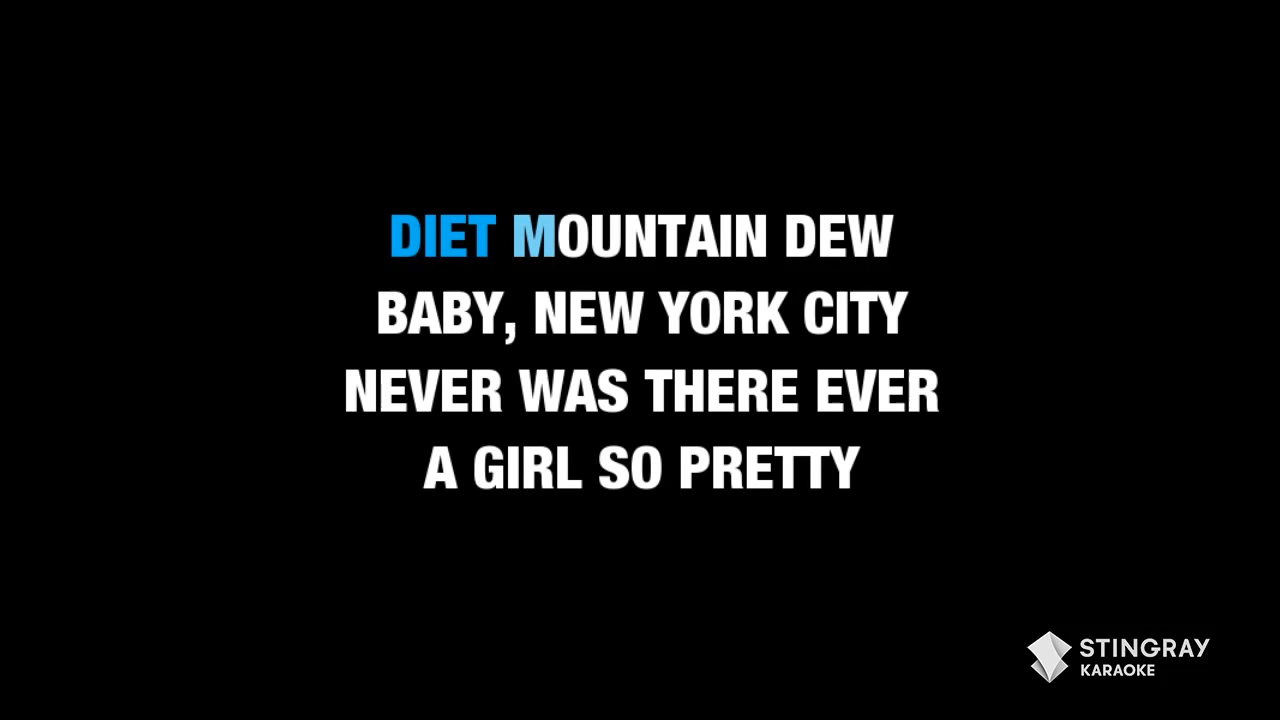 DIET MOUNTAIN DEW
BABY, NEW YORK CITY
NEVER WAS THERE EVER
A GIRL SO PRETTY
STINGRAY
KARAOKE